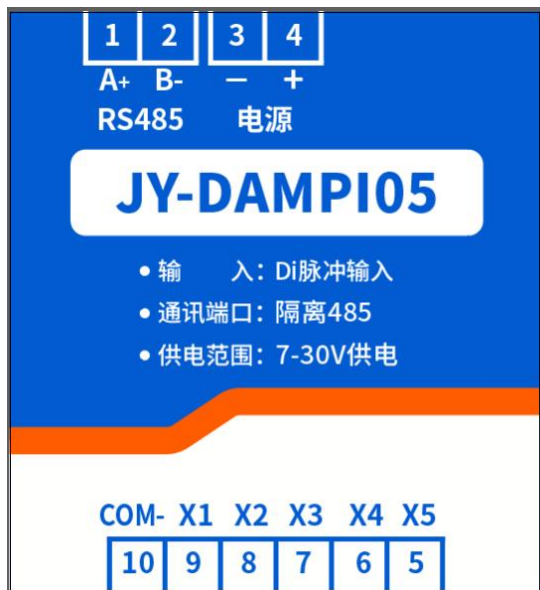 1 2 3 4
A+ B- － +
RS485 电源
JY-DAMPI05
• 输 入：Di脉冲输入
• 通讯端口：隔离485
• 供电范围：7-30V供电
COM- X1 X2 X3 X4 X5
10 9 8 7 6 5